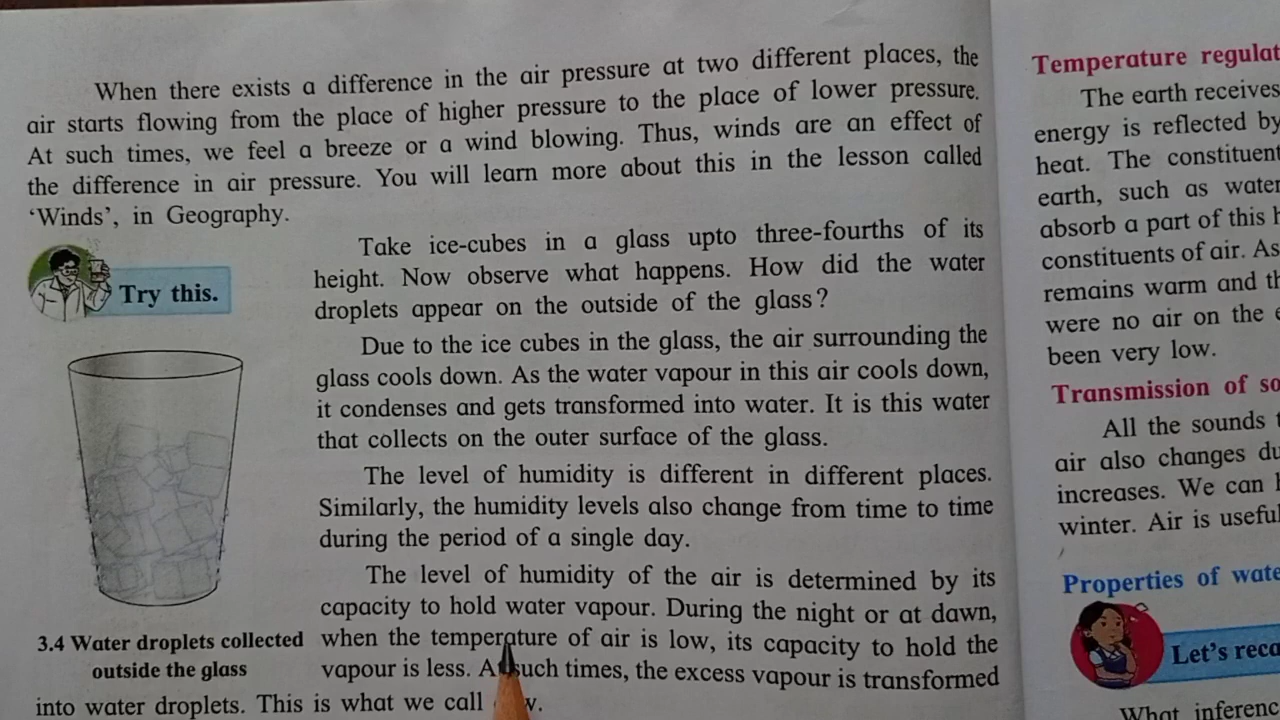 When there exists a difference in the air pressure at two different places, the
air starts flowing from the place of higher pressure to the place of lower pressure.
At such times, we feel a breeze or a wind blowing. Thus, winds are an effect of
the difference in air pressure. You will learn more about this in the lesson called
‘Winds’, in Geography.
Try this.
Take ice-cubes in a glass upto three-fourths of its
height. Now observe what happens. How did the water
droplets appear on the outside of the glass?
Due to the ice cubes in the glass, the air surrounding the
glass cools down. As the water vapour in this air cools down,
it condenses and gets transformed into water. It is this water
that collects on the outer surface of the glass.
The level of humidity is different in different places.
Similarly, the humidity levels also change from time to time
during the period of a single day.
The level of humidity of the air is determined by its
capacity to hold water vapour. During the night or at dawn,
when the temperature of air is low, its capacity to hold the
vapour is less. At such times, the excess vapour is transformed
into water droplets. This is what we call
3.4 Water droplets collected
outside the glass
Temperature
The earth receives
energy is reflected by
heat. The
earth, such as water
absorb a part of this
constituents of air. As
remains warm and
were no air on the
been very low.
Transmission of
All the sounds
air also changes
increases. We can
winter. Air is useful
Properties of
Let’s
What